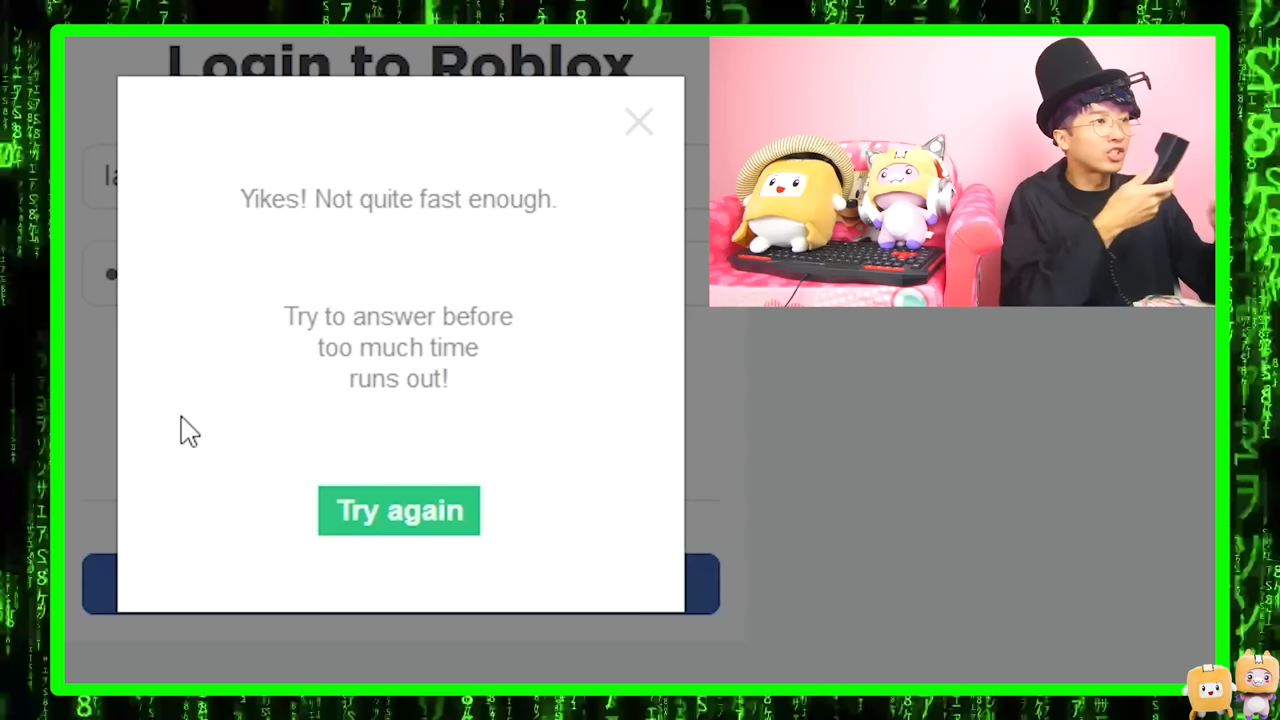 Login to Roblox
la
Yikes! Not quite fast enough.
Try to answer before
too much time
runs out!
Try again